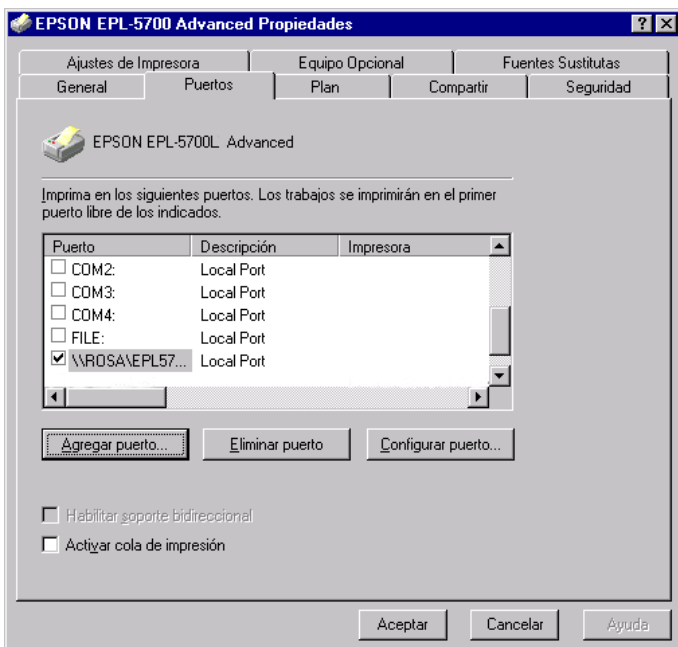 EPSON EPL-5700 Advanced Propiedades
Ajustes de Impresora Equipo Opcional Fuentes Sustitutas
General Puertos Plan Compartir Seguridad
EPSON EPL-5700L Advanced
Imprima en los siguientes puertos. Los trabajos se imprimirán en el primer
puerto libre de los indicados.
Puerto Descripción Impresora
COM2: Local Port
COM3: Local Port
COM4: Local Port
FILE: Local Port
\\ROSA\EPL57... Local Port
Agregar puerto... Eliminar puerto Configurar puerto...
Habilitar soporte bidireccional
Activar cola de impresión
Aceptar Cancelar Ayuda